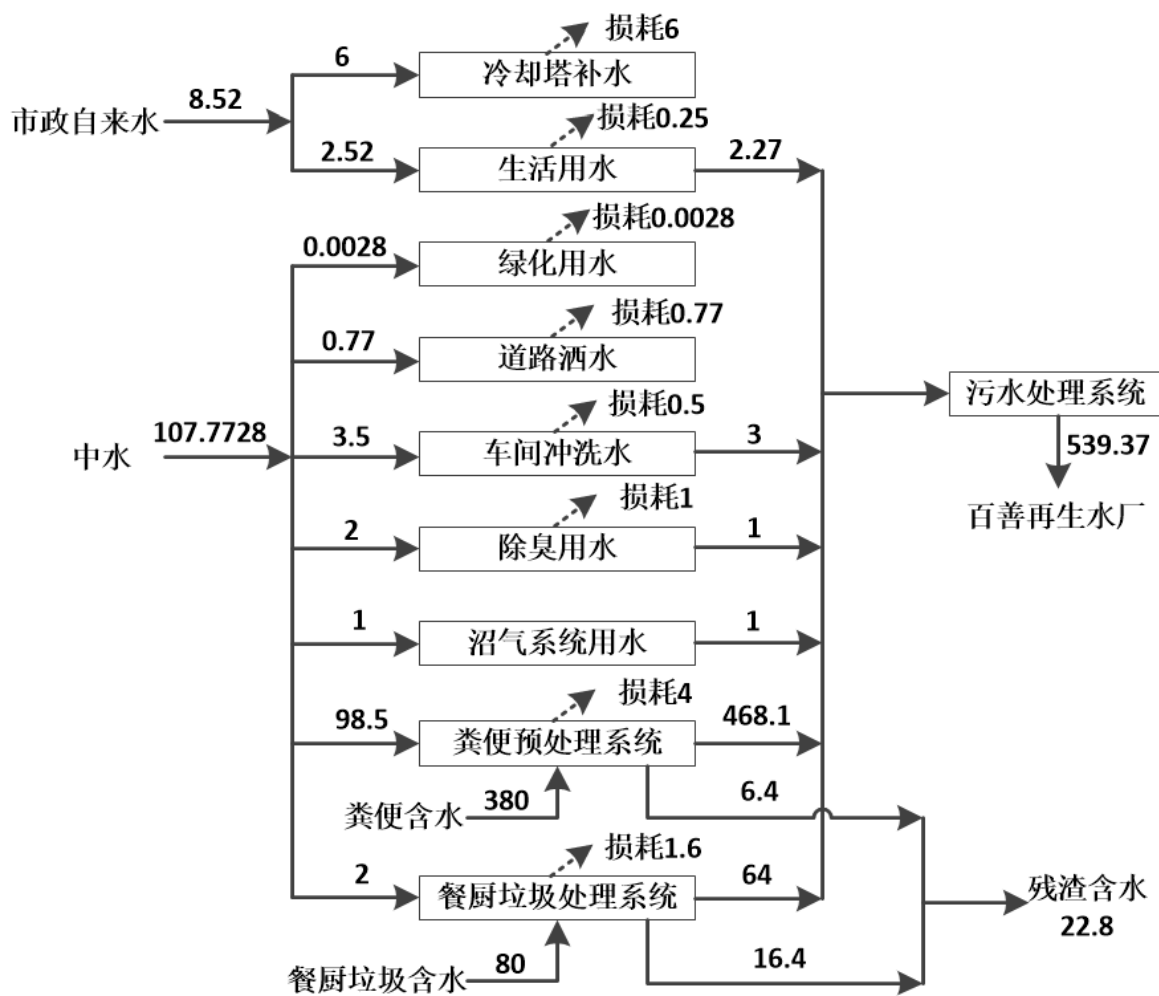 损耗6
6
冷却塔补水
8.52
市政自来水
损耗0.25
2.52
生活用水
2.27
损耗0.0028
0.0028
绿化用水
损耗0.77
0.77
道路洒水
污水处理系统
损耗0.5
107.7728
中水
3.5
车间冲洗水
3
539.37
百善再生水厂
损耗1
2
除臭用水
1
1
沼气系统用水
1
损耗4
98.5
粪便预处理系统
468.1
粪便含水
380
6.4
损耗1.6
2
餐厨垃圾处理系统
64
残渣含水
22.8
餐厨垃圾含水
80
16.4